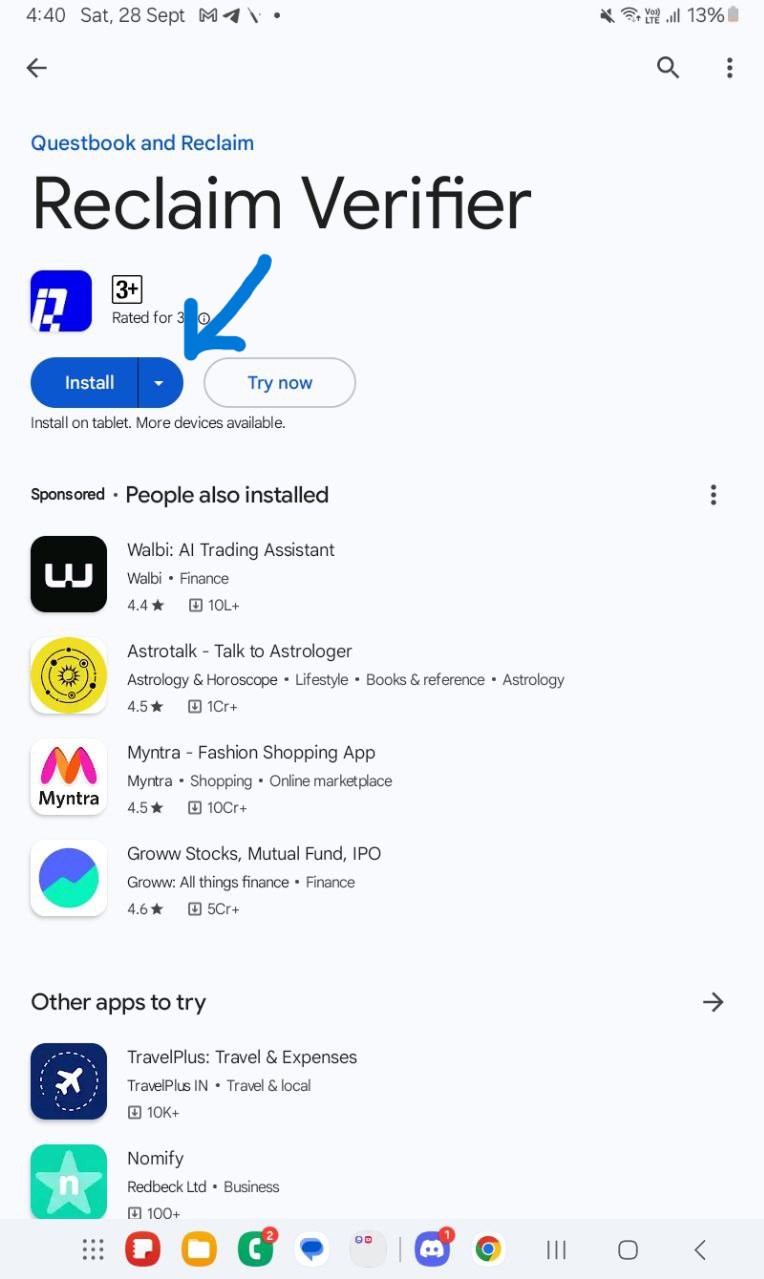 4:40 Sat, 28 Sept
Voj) LTE 13%
Questbook and Reclaim
Reclaim Verifier
3+
Rated for 3
Install
Try now
Install on tablet. More devices available.
Sponsored • People also installed
Walbi: AI Trading Assistant
Walbi • Finance
4.4★ 10L+
Astrotalk - Talk to Astrologer
Astrology & Horoscope • Lifestyle • Books & reference • Astrology
4.5★ 1Cr+
Myntra
Myntra - Fashion Shopping App
Myntra • Shopping • Online marketplace
4.5★ 10Cr+
Groww Stocks, Mutual Fund, IPO
Groww: All things finance • Finance
4.6★ 5Cr+
Other apps to try
TravelPlus: Travel & Expenses
TravelPlus IN • Travel & local
10K+
n
Nomify
Redbeck Ltd • Business
100+
2
1